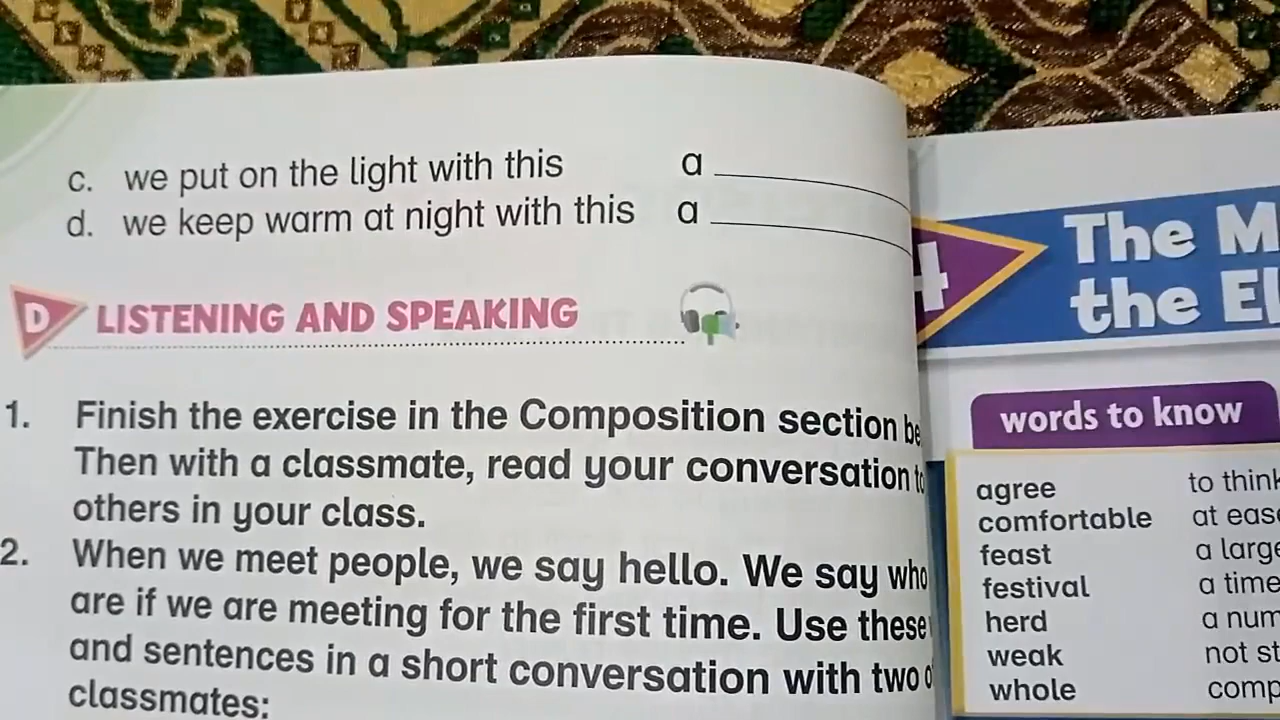 c. we put on the light with this a
d. we keep warm at night with this a
D LISTENING AND SPEAKING
1. Finish the exercise in the Composition section
Then with a classmate, read your conversation
others in your class.
2. When we meet people, we say hello. We say who
are if we are meeting for the first time. Use these
and sentences in a short conversation with two
classmates:
4 The M
the El
words to know
agree to think
comfortable at ease
feast a large
festival a time
herd a num
weak not st
whole comp